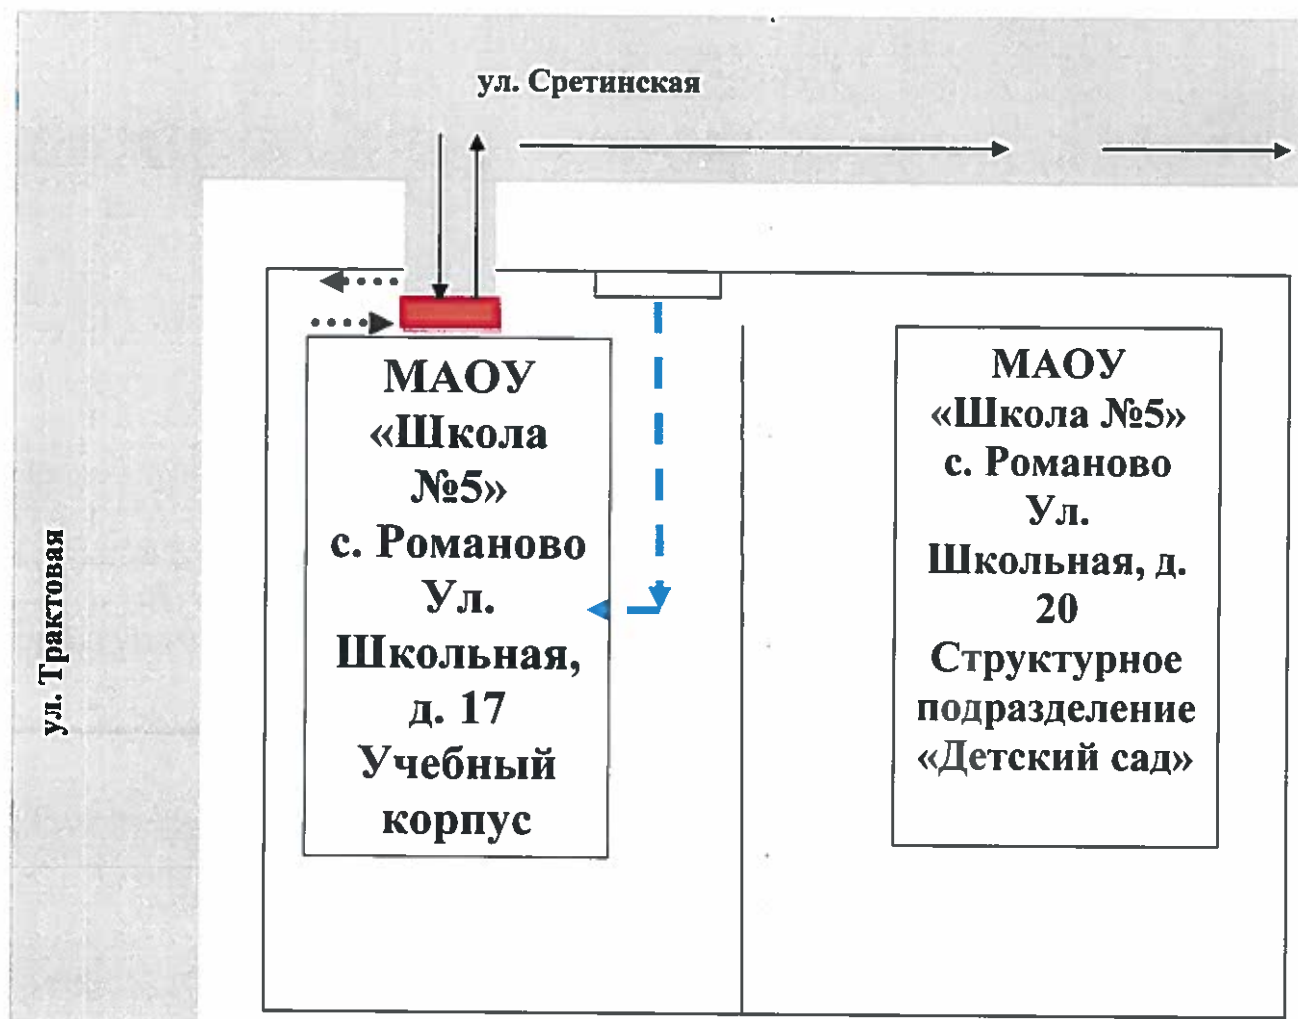 ул. Сретинская
МАОУ
«Школа
№5»
с. Романово
Ул.
Школьная,
д. 17
Учебный
корпус
МАОУ
«Школа №5»
с. Романово
Ул.
Школьная, д.
20
Структурное
подразделение
«Детский сад»
ул. Трактовая